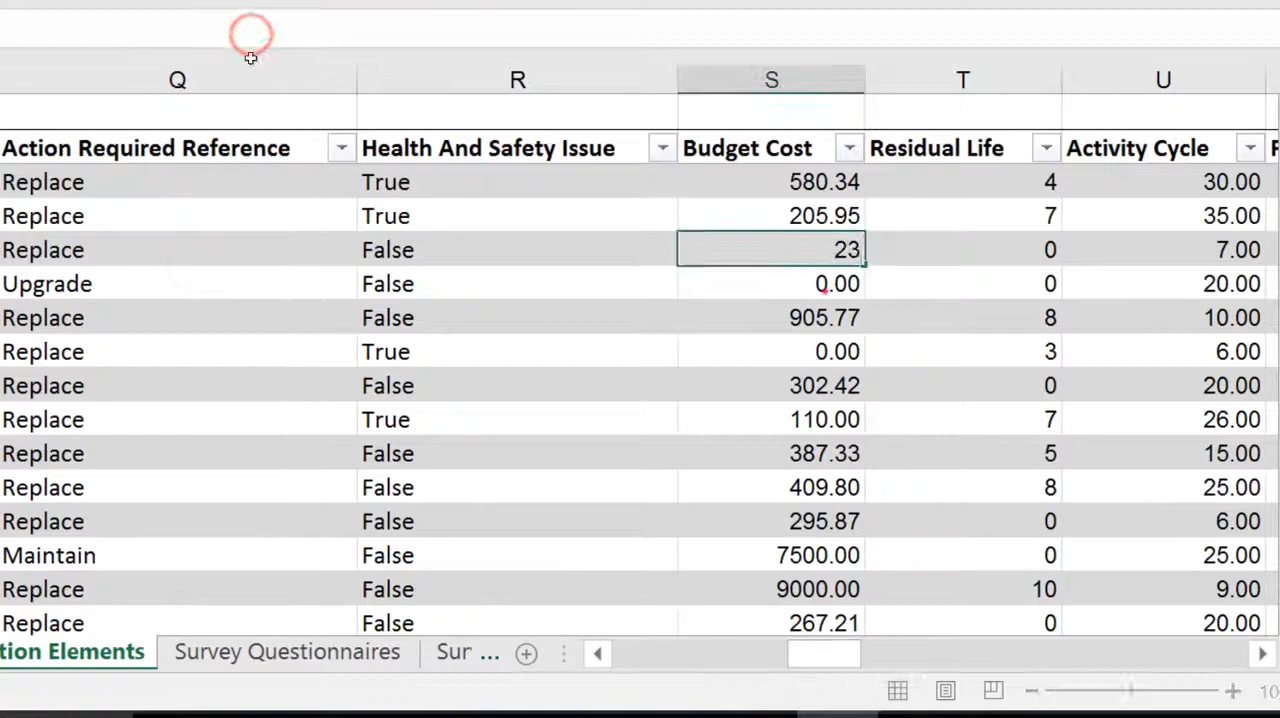 Q R S T U
Action Required Reference Health And Safety Issue Budget Cost Residual Life Activity Cycle
Replace True 580.34 4 30.00
Replace True 205.95 7 35.00
Replace False 23 0 7.00
Upgrade False 0.00 0 20.00
Replace False 905.77 8 10.00
Replace True 0.00 3 6.00
Replace False 302.42 0 20.00
Replace True 110.00 7 26.00
Replace False 387.33 5 15.00
Replace False 409.80 8 25.00
Replace False 295.87 0 6.00
Maintain False 7500.00 0 25.00
Replace False 9000.00 10 9.00
Replace False 267.21 0 20.00
tion Elements Survey Questionnaires Sur ...
10